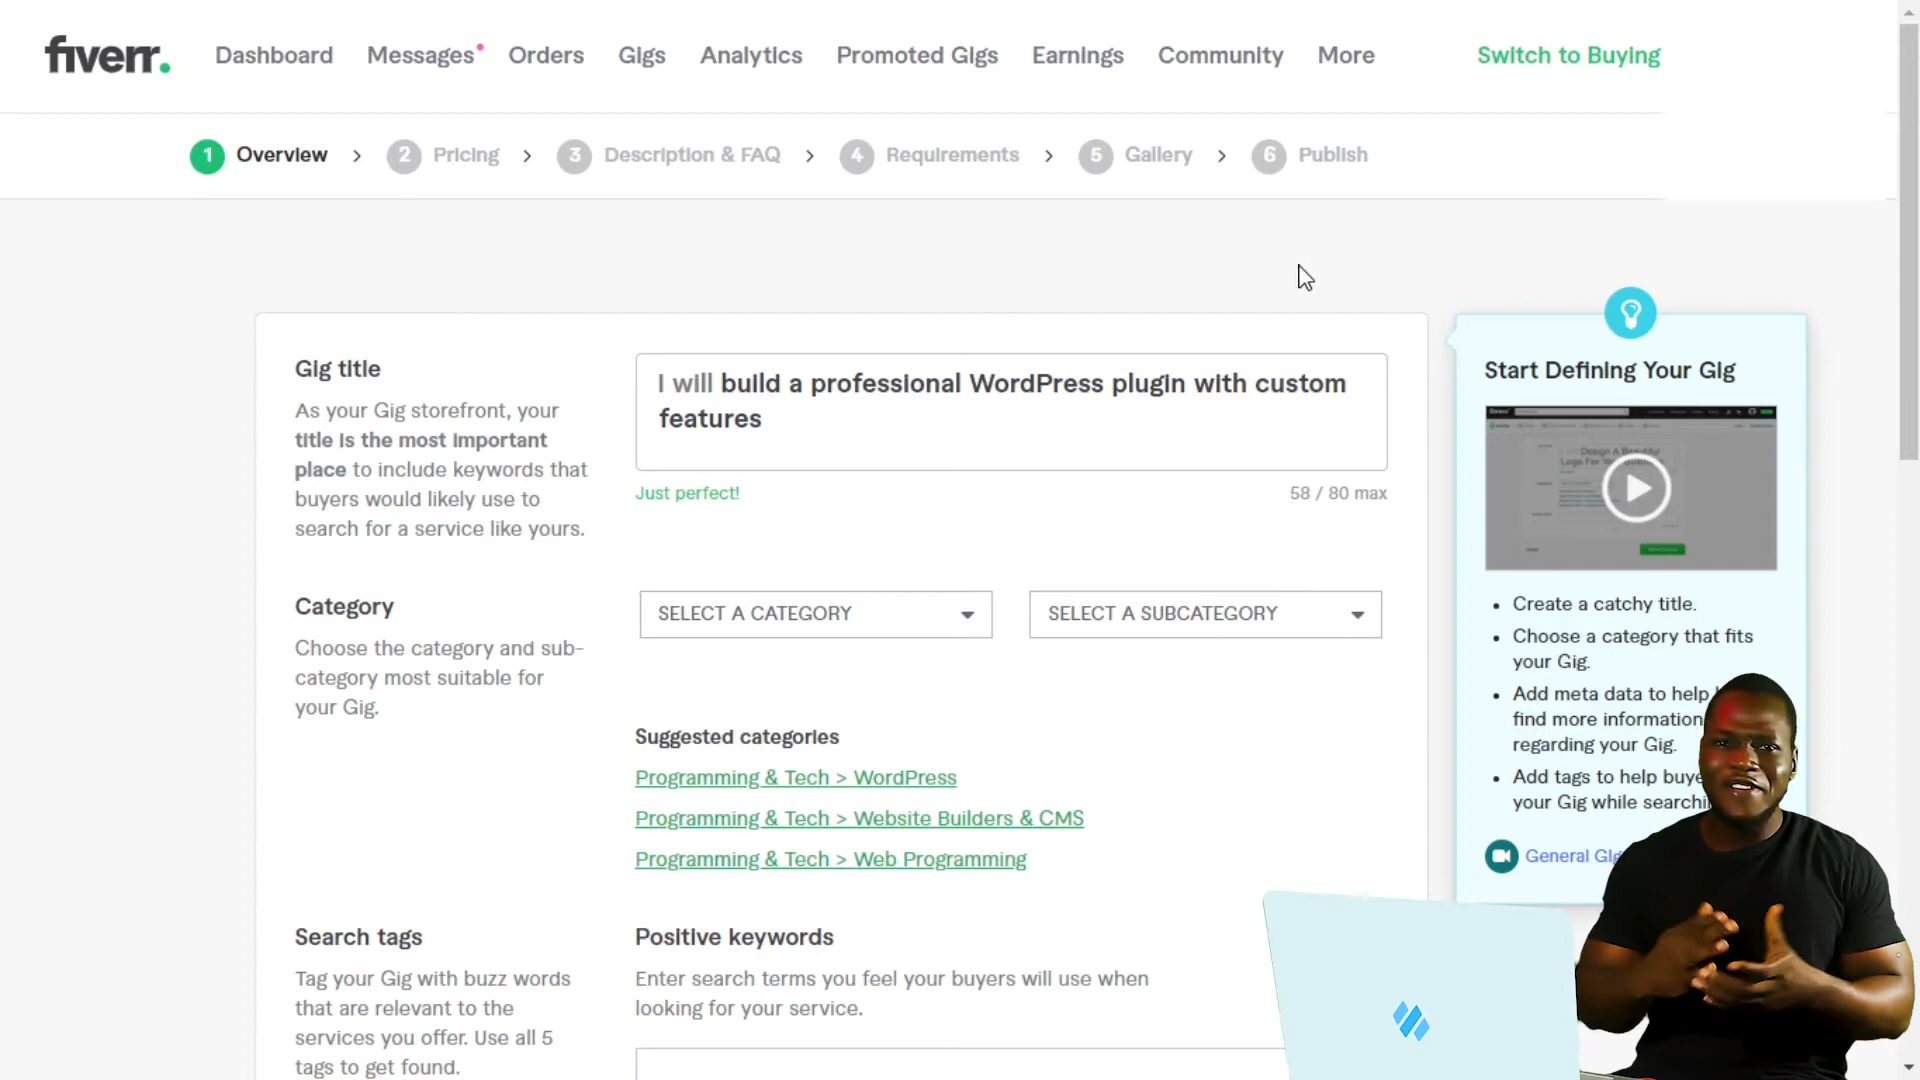 fiverr.
Dashboard
Messages
Orders
Gigs
Analytics
Promoted Gigs
Earnings
Community
More
Switch to Buying
1 Overview
2 Pricing
3 Description & FAQ
4 Requirements
5 Gallery
6 Publish
Gig title
As your Gig storefront, your
title is the most important
place to include keywords that
buyers would likely use to
search for a service like yours.
I will build a professional WordPress plugin with custom
features
Just perfect!
58 / 80 max
Category
Choose the category and sub-
category most suitable for
your Gig.
SELECT A CATEGORY
SELECT A SUBCATEGORY
Suggested categories
Programming & Tech > WordPress
Programming & Tech > Website Builders & CMS
Programming & Tech > Web Programming
Search tags
Tag your Gig with buzz words
that are relevant to the
services you offer. Use all 5
tags to get found.
Positive keywords
Enter search terms you feel your buyers will use when
looking for your service.
Start Defining Your Gig
Design A Beautiful
Create a catchy title.
Choose a category that fits
your Gig.
Add meta data to help
find more information
regarding your Gig.
Add tags to help
your Gig while
General